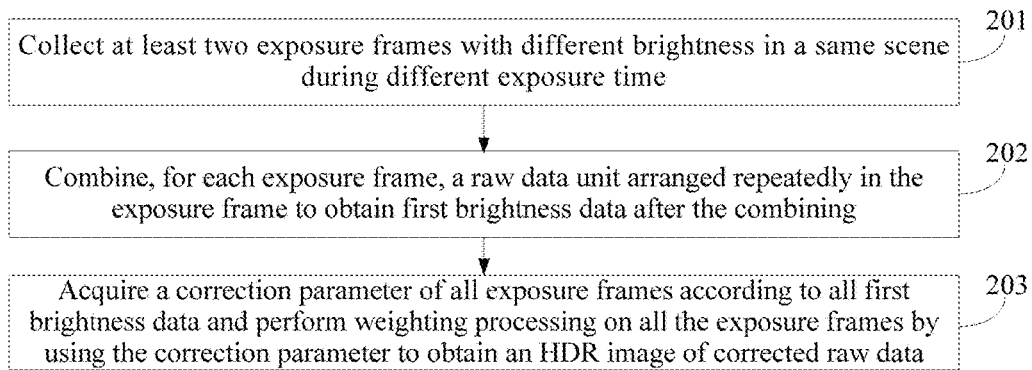 201
Collect at least two exposure frames with different brightness in a same scene
during different exposure time
202
Combine, for each exposure frame, a raw data unit arranged repeatedly in the
exposure frame to obtain first brightness data after the combining
203
Acquire a correction parameter of all exposure frames according to all first
brightness data and perform weighting processing on all the exposure frames by
using the correction parameter to obtain an HDR image of corrected raw data